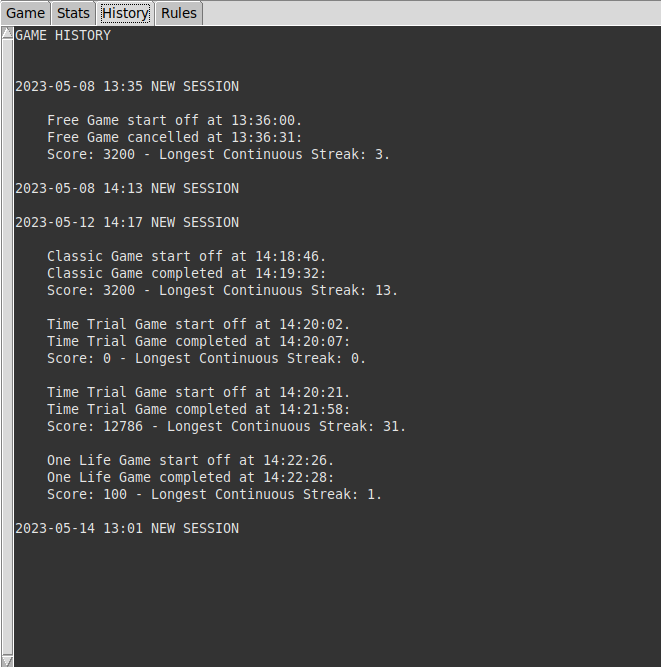 Game Stats History Rules
GAME HISTORY
2023-05-08 13:35 NEW SESSION
Free Game start off at 13:36:00.
Free Game cancelled at 13:36:31:
Score: 3200 - Longest Continuous Streak: 3.
2023-05-08 14:13 NEW SESSION
2023-05-12 14:17 NEW SESSION
Classic Game start off at 14:18:46.
Classic Game completed at 14:19:32:
Score: 3200 - Longest Continuous Streak: 13.
Time Trial Game start off at 14:20:02.
Time Trial Game completed at 14:20:07:
Score: 0 - Longest Continuous Streak: 0.
Time Trial Game start off at 14:20:21.
Time Trial Game completed at 14:21:58:
Score: 12786 - Longest Continuous Streak: 31.
One Life Game start off at 14:22:26.
One Life Game completed at 14:22:28:
Score: 100 - Longest Continuous Streak: 1.
2023-05-14 13:01 NEW SESSION